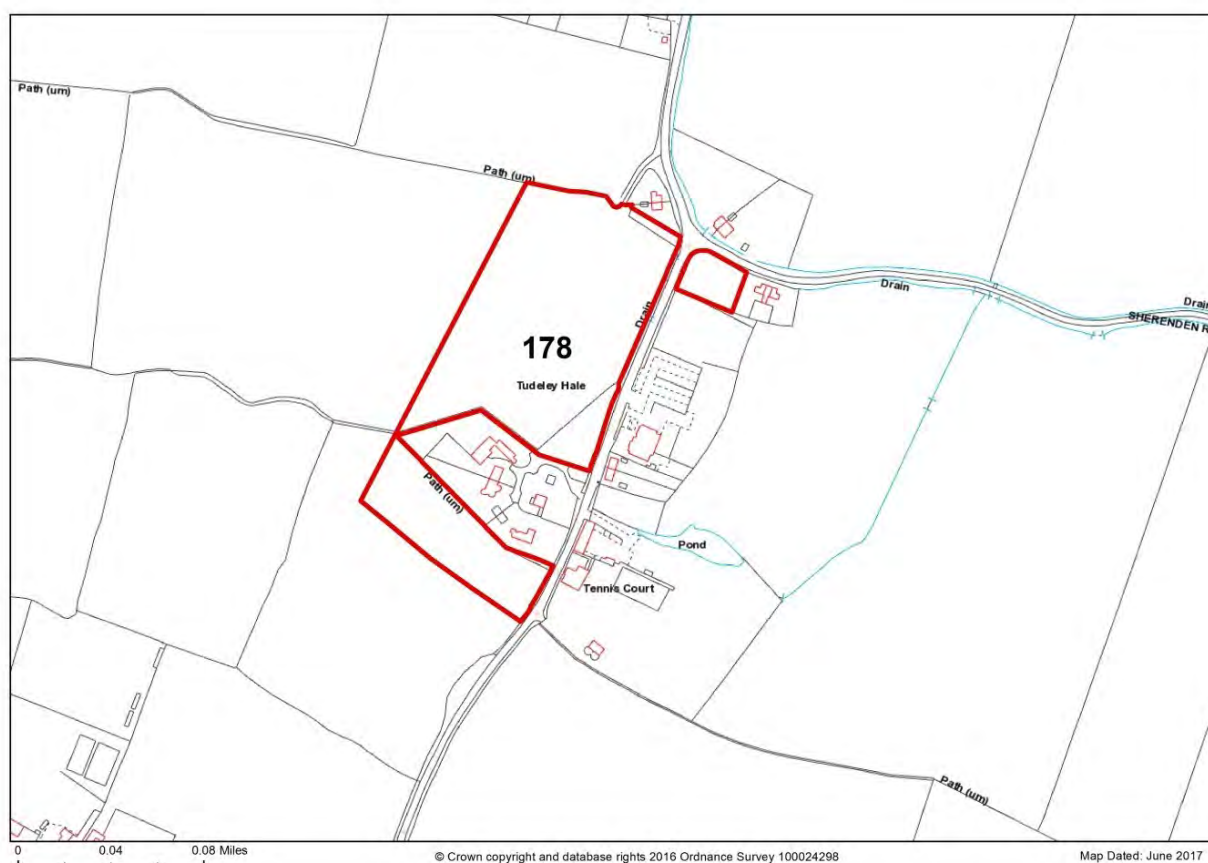 Path (um)
Path (um)
Drain
Drain
SHERENDEN R
Drain
178
Tudeley Hale
Path (um)
Pond
Tennis Court
Path (um)
0 0.04 0.08 Miles
© Crown copyright and database rights 2016 Ordnance Survey 100024298
Map Dated: June 2017